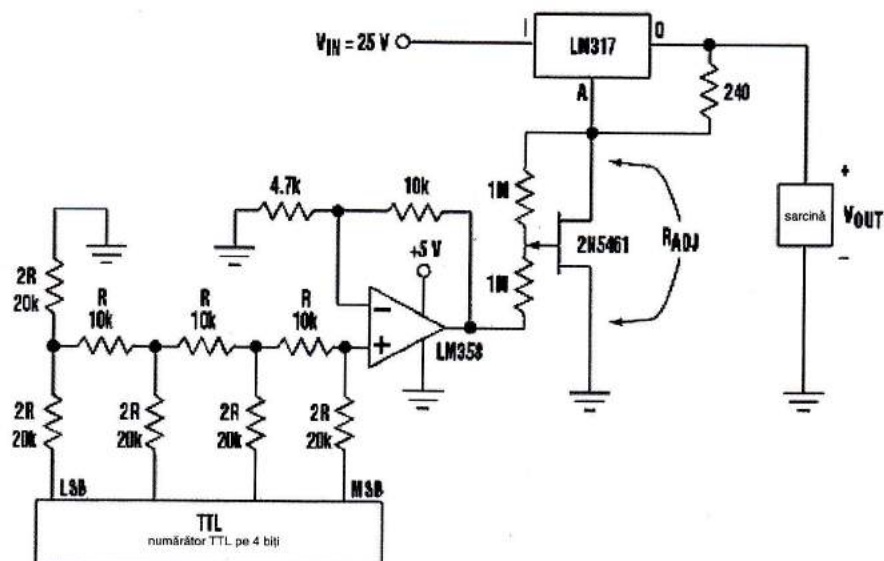 VIN = 25 V
I
LM317
O
A
240
4.7k
10k
+5 V
1M
1M
2N5461
RADJ
sarcină
+
VOUT
−
2R
20k
R
10k
R
10k
R
10k
−
+
LM358
2R
20k
2R
20k
2R
20k
2R
20k
LSB
MSB
TTL
numărător TTL pe 4 biți